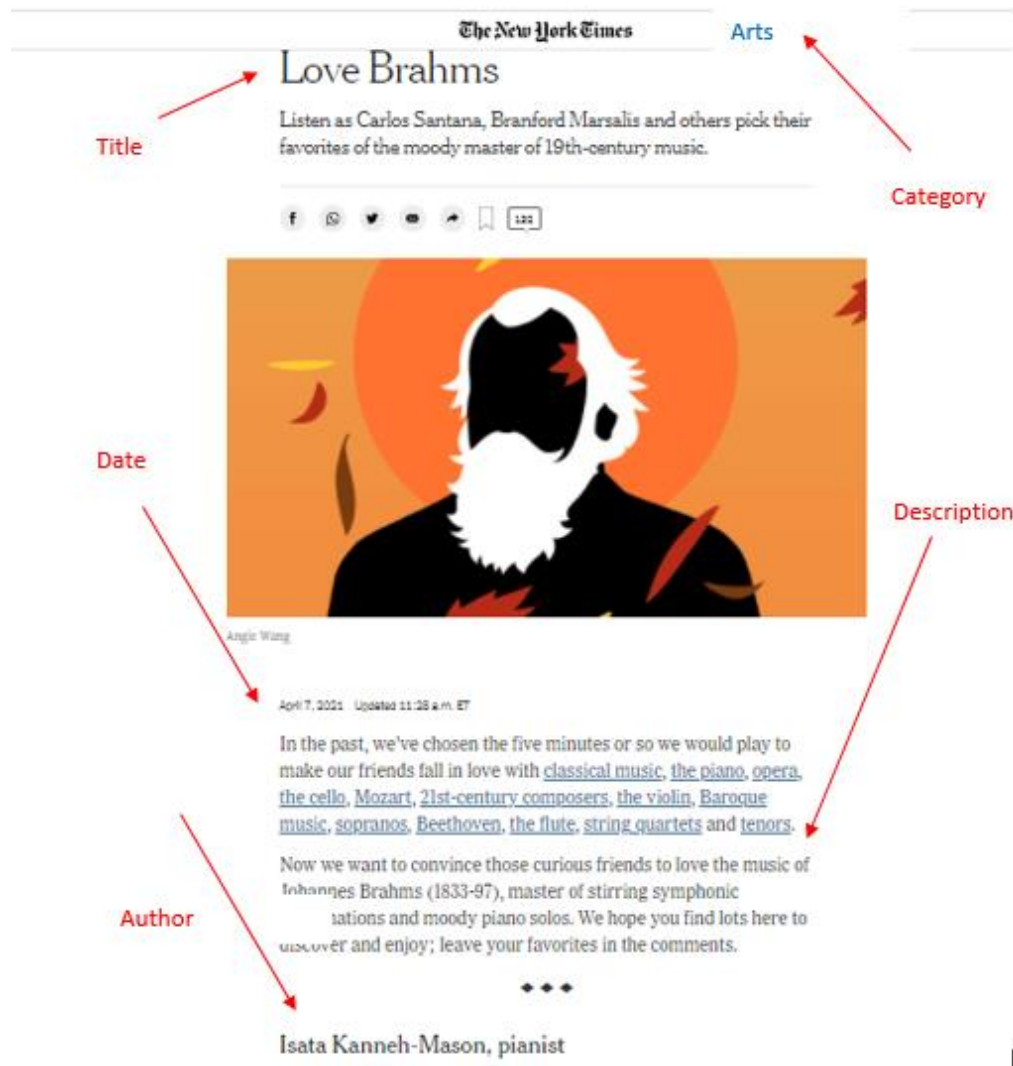 The New York Times
Arts
Love Brahms
Listen as Carlos Santana, Branford Marsalis and others pick their
favorites of the moody master of 19th-century music.
Title
Category
f
Date
Description
Angie Wang
April 7, 2021 Updated 11:28 a.m. ET
In the past, we've chosen the five minutes or so we would play to
make our friends fall in love with classical music, the piano, opera,
the cello, Mozart, 21st-century composers, the violin, Baroque
music, sopranos, Beethoven, the flute, string quartets and tenors.
Now we want to convince those curious friends to love the music of
Johannes Brahms (1833-97), master of stirring symphonic
ations and moody piano solos. We hope you find lots here to
discover and enjoy; leave your favorites in the comments.
Author
Isata Kanneh-Mason, pianist